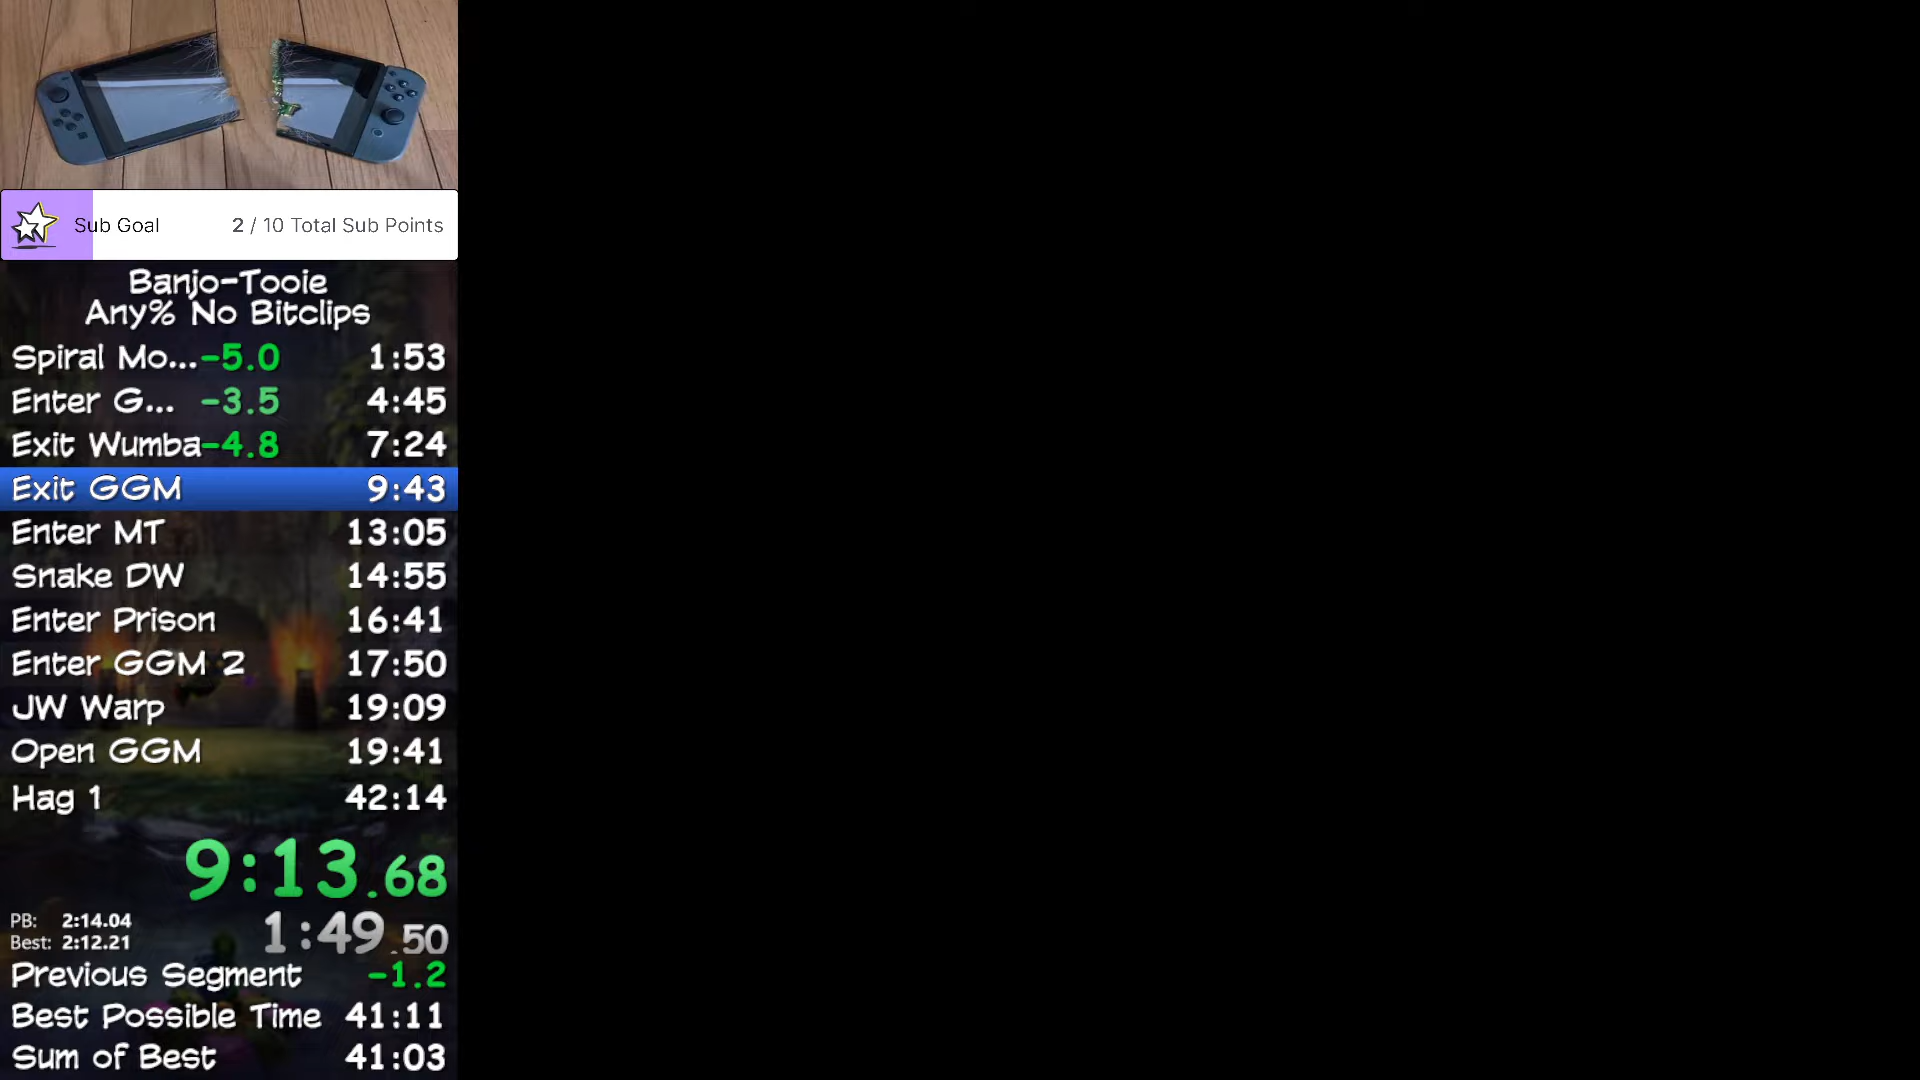 Sub Goal 2 / 10 Total Sub Points
Banjo-Tooie
Any% No Bitclips
Spiral Mo... -5.0 1:53
Enter G... -3.5 4:45
Exit Wumba -4.8 7:24
Exit GGM 9:43
Enter MT 13:05
Snake DW 14:55
Enter Prison 16:41
Enter GGM 2 17:50
JW Warp 19:09
Open GGM 19:41
Hag 1 42:14
9:13.68
PB: 2:14.04
Best: 2:12.21
1:49.50
Previous Segment -1.2
Best Possible Time 41:11
Sum of Best 41:03